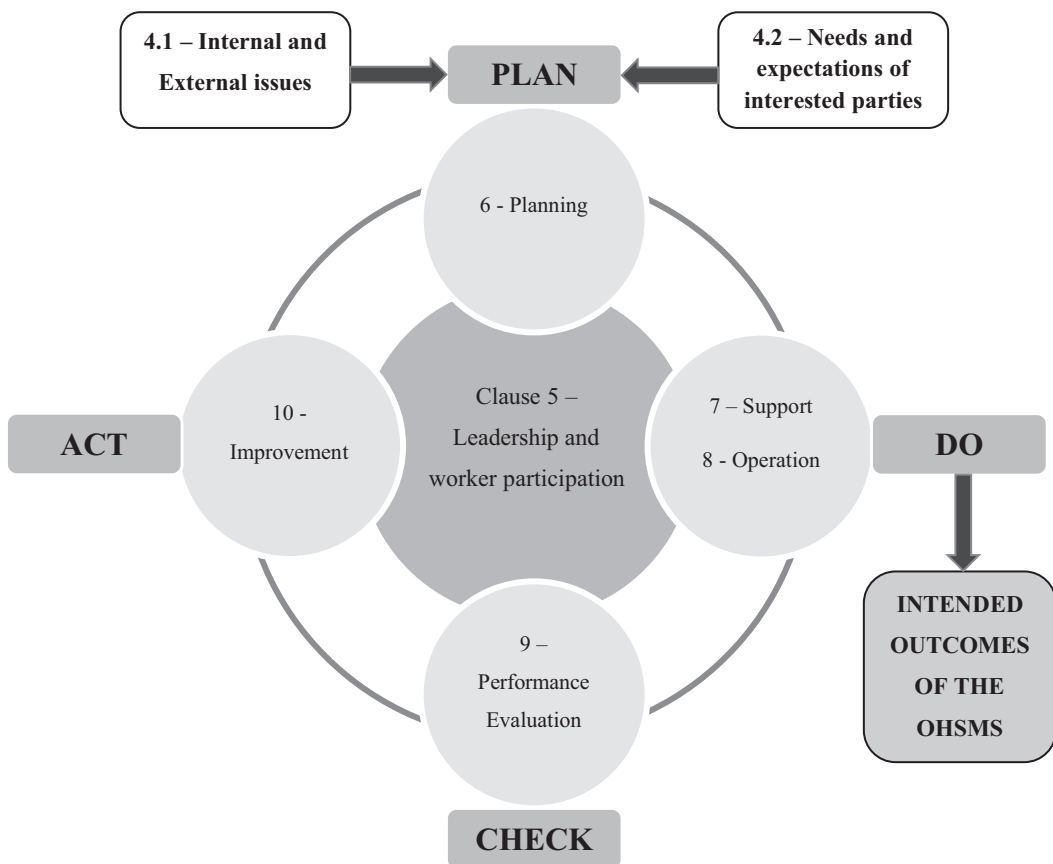 4.1 – Internal and
External issues
PLAN
4.2 – Needs and
expectations of
interested parties
6 - Planning
ACT
10 -
Improvement
Clause 5 –
Leadership and
worker participation
7 – Support
8 - Operation
DO
INTENDED
OUTCOMES
OF THE
OHSMS
9 –
Performance
Evaluation
CHECK